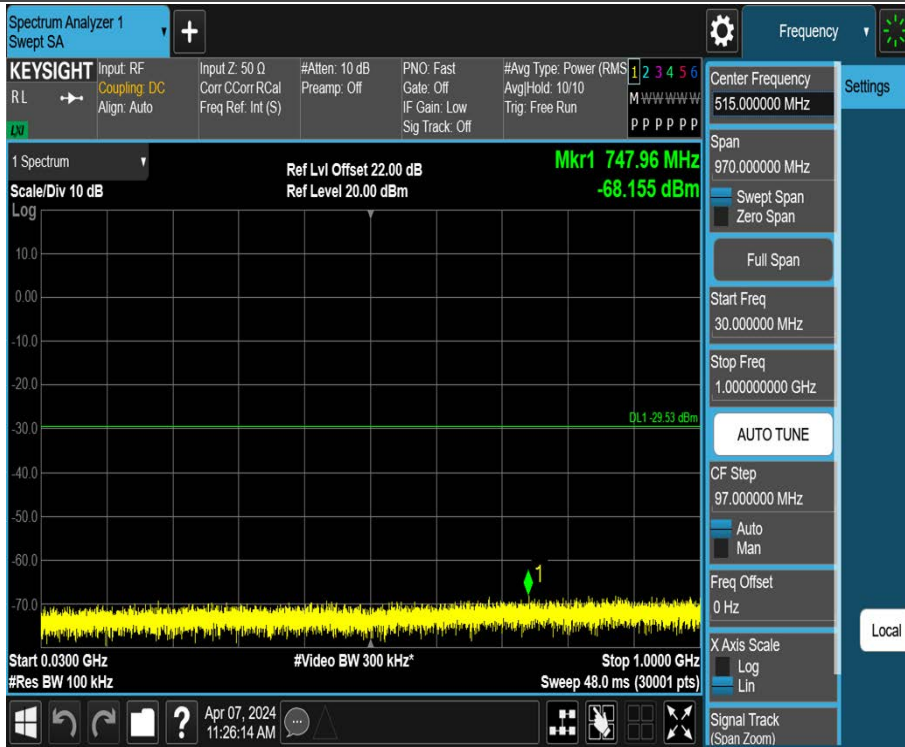 Spectrum Analyzer 1
Swept SA
+
Frequency
KEYSIGHT
R L
LXI
Input: RF
Coupling: DC
Align: Auto
Input Z: 50 Ω
Corr CCorr RCal
Freq Ref: Int (S)
#Atten: 10 dB
Preamp: Off
PNO: Fast
Gate: Off
IF Gain: Low
Sig Track: Off
#Avg Type: Power (RMS
Avg|Hold: 10/10
Trig: Free Run
1 2 3 4 5 6
M W W W W W
P P P P P P
1 Spectrum
Scale/Div 10 dB
Log
Ref Lvl Offset 22.00 dB
Ref Level 20.00 dBm
Mkr1 747.96 MHz
-68.155 dBm
10.0
0.00
-10.0
-20.0
-30.0
-40.0
-50.0
-60.0
-70.0
DL1 -29.53 dBm
1
Start 0.0300 GHz
#Res BW 100 kHz
#Video BW 300 kHz*
Stop 1.0000 GHz
Sweep 48.0 ms (30001 pts)
?
Apr 07, 2024
11:26:14 AM
Center Frequency
515.000000 MHz
Span
970.000000 MHz
Swept Span
Zero Span
Full Span
Start Freq
30.000000 MHz
Stop Freq
1.000000000 GHz
AUTO TUNE
CF Step
97.000000 MHz
Auto
Man
Freq Offset
0 Hz
X Axis Scale
Log
Lin
Signal Track
(Span Zoom)
Settings
Local